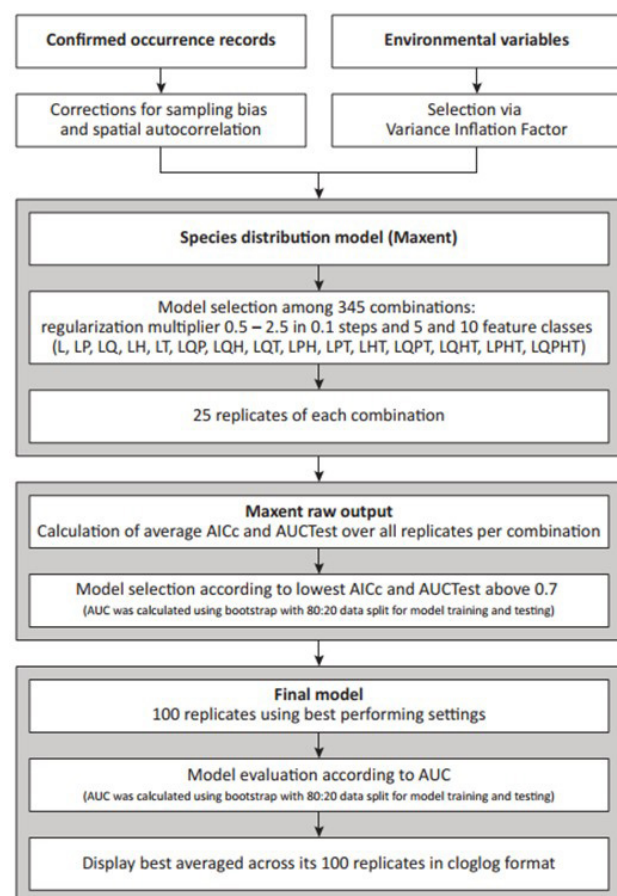 Confirmed occurrence records
Environmental variables
Corrections for sampling bias
and spatial autocorrelation
Selection via
Variance Inflation Factor
Species distribution model (Maxent)
Model selection among 345 combinations:
regularization multiplier 0.5 – 2.5 in 0.1 steps and 5 and 10 feature classes
(L, LP, LQ, LH, LT, LQP, LQH, LQT, LPH, LPT, LHT, LQPT, LQHT, LPHT, LQPHT)
25 replicates of each combination
Maxent raw output
Calculation of average AICc and AUCTest over all replicates per combination
Model selection according to lowest AICc and AUCTest above 0.7
(AUC was calculated using bootstrap with 80:20 data split for model training and testing)
Final model
100 replicates using best performing settings
Model evaluation according to AUC
(AUC was calculated using bootstrap with 80:20 data split for model training and testing)
Display best averaged across its 100 replicates in cloglog format